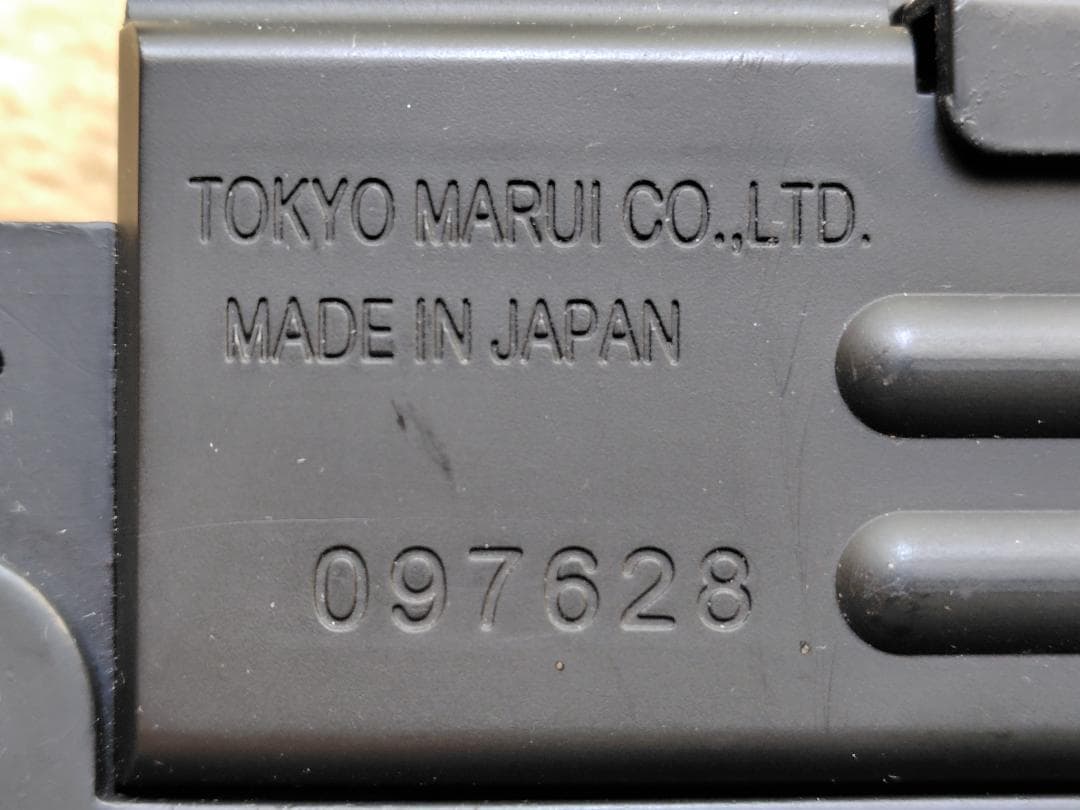 TOKYO MARUI CO.,LTD.
MADE IN JAPAN
097628